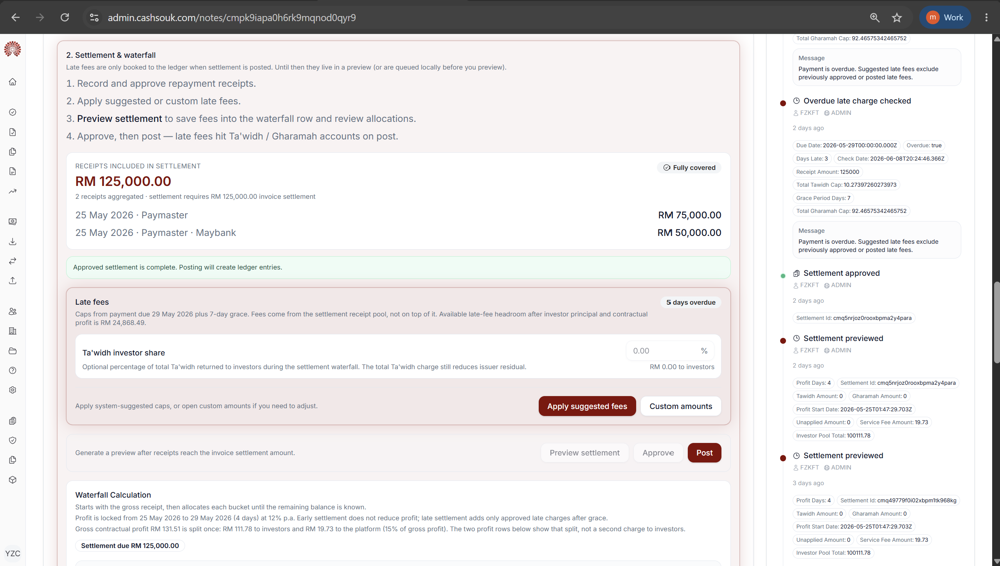 admin.cashsouk.com/notes/cmpk9iapa0h6rk9mqnod0qyr9
m Work
2. Settlement & waterfall
Late fees are only booked to the ledger when settlement is posted. Until then they live in a preview (or are queued locally before you preview).
1. Record and approve repayment receipts.
2. Apply suggested or custom late fees.
3. Preview settlement to save fees into the waterfall row and review allocations.
4. Approve, then post — late fees hit Ta'widh / Gharamah accounts on post.
RECEIPTS INCLUDED IN SETTLEMENT
Fully covered
RM 125,000.00
2 receipts aggregated · settlement requires RM 125,000.00 invoice settlement
25 May 2026 · Paymaster
RM 75,000.00
25 May 2026 · Paymaster · Maybank
RM 50,000.00
Approved settlement is complete. Posting will create ledger entries.
Late fees
5 days overdue
Caps from payment due 29 May 2026 plus 7-day grace. Fees come from the settlement receipt pool, not on top of it. Available late-fee headroom after investor principal and contractual
profit is RM 24,868.49.
Ta'widh investor share
0.00 %
Optional percentage of total Ta'widh returned to investors during the settlement waterfall. The total Ta'widh charge still reduces issuer residual.
RM 0.00 to investors
Apply system-suggested caps, or open custom amounts if you need to adjust.
Apply suggested fees
Custom amounts
Generate a preview after receipts reach the invoice settlement amount.
Preview settlement
Approve
Post
Waterfall Calculation
Starts with the gross receipt, then allocates each bucket until the remaining balance is known.
Profit is locked from 25 May 2026 to 29 May 2026 (4 days) at 12% p.a. Early settlement does not reduce profit; late settlement adds only approved late charges after grace.
Gross contractual profit RM 131.51 is split once: RM 111.78 to investors and RM 19.73 to the platform (15% of gross profit). The two profit rows below show that split, not a second charge to investors.
Settlement due RM 125,000.00
YZC
Total Gharamah Cap: 92.46575342465752
Message
Payment is overdue. Suggested late fees exclude
previously approved or posted late fees.
Overdue late charge checked
FZKFT ADMIN
2 days ago
Due Date: 2026-05-29T00:00:00.000Z
Overdue: true
Days Late: 3
Check Date: 2026-06-08T20:24:46.366Z
Receipt Amount: 125000
Total Tawidh Cap: 10.27397260273973
Grace Period Days: 7
Total Gharamah Cap: 92.46575342465752
Message
Payment is overdue. Suggested late fees exclude
previously approved or posted late fees.
Settlement approved
FZKFT ADMIN
2 days ago
Settlement Id: cmq5nrjoz0rooxbpma2y4para
Settlement previewed
FZKFT ADMIN
2 days ago
Profit Days: 4
Settlement Id: cmq5nrjoz0rooxbpma2y4para
Tawidh Amount: 0
Gharamah Amount: 0
Profit Start Date: 2026-05-25T01:47:29.703Z
Unapplied Amount: 0
Service Fee Amount: 19.73
Investor Pool Total: 100111.78
Settlement previewed
FZKFT ADMIN
3 days ago
Profit Days: 4
Settlement Id: cmq49779f0i02xbpm1tk968kg
Tawidh Amount: 0
Gharamah Amount: 0
Profit Start Date: 2026-05-25T01:47:29.703Z
Unapplied Amount: 0
Service Fee Amount: 19.73
Investor Pool Total: 100111.78